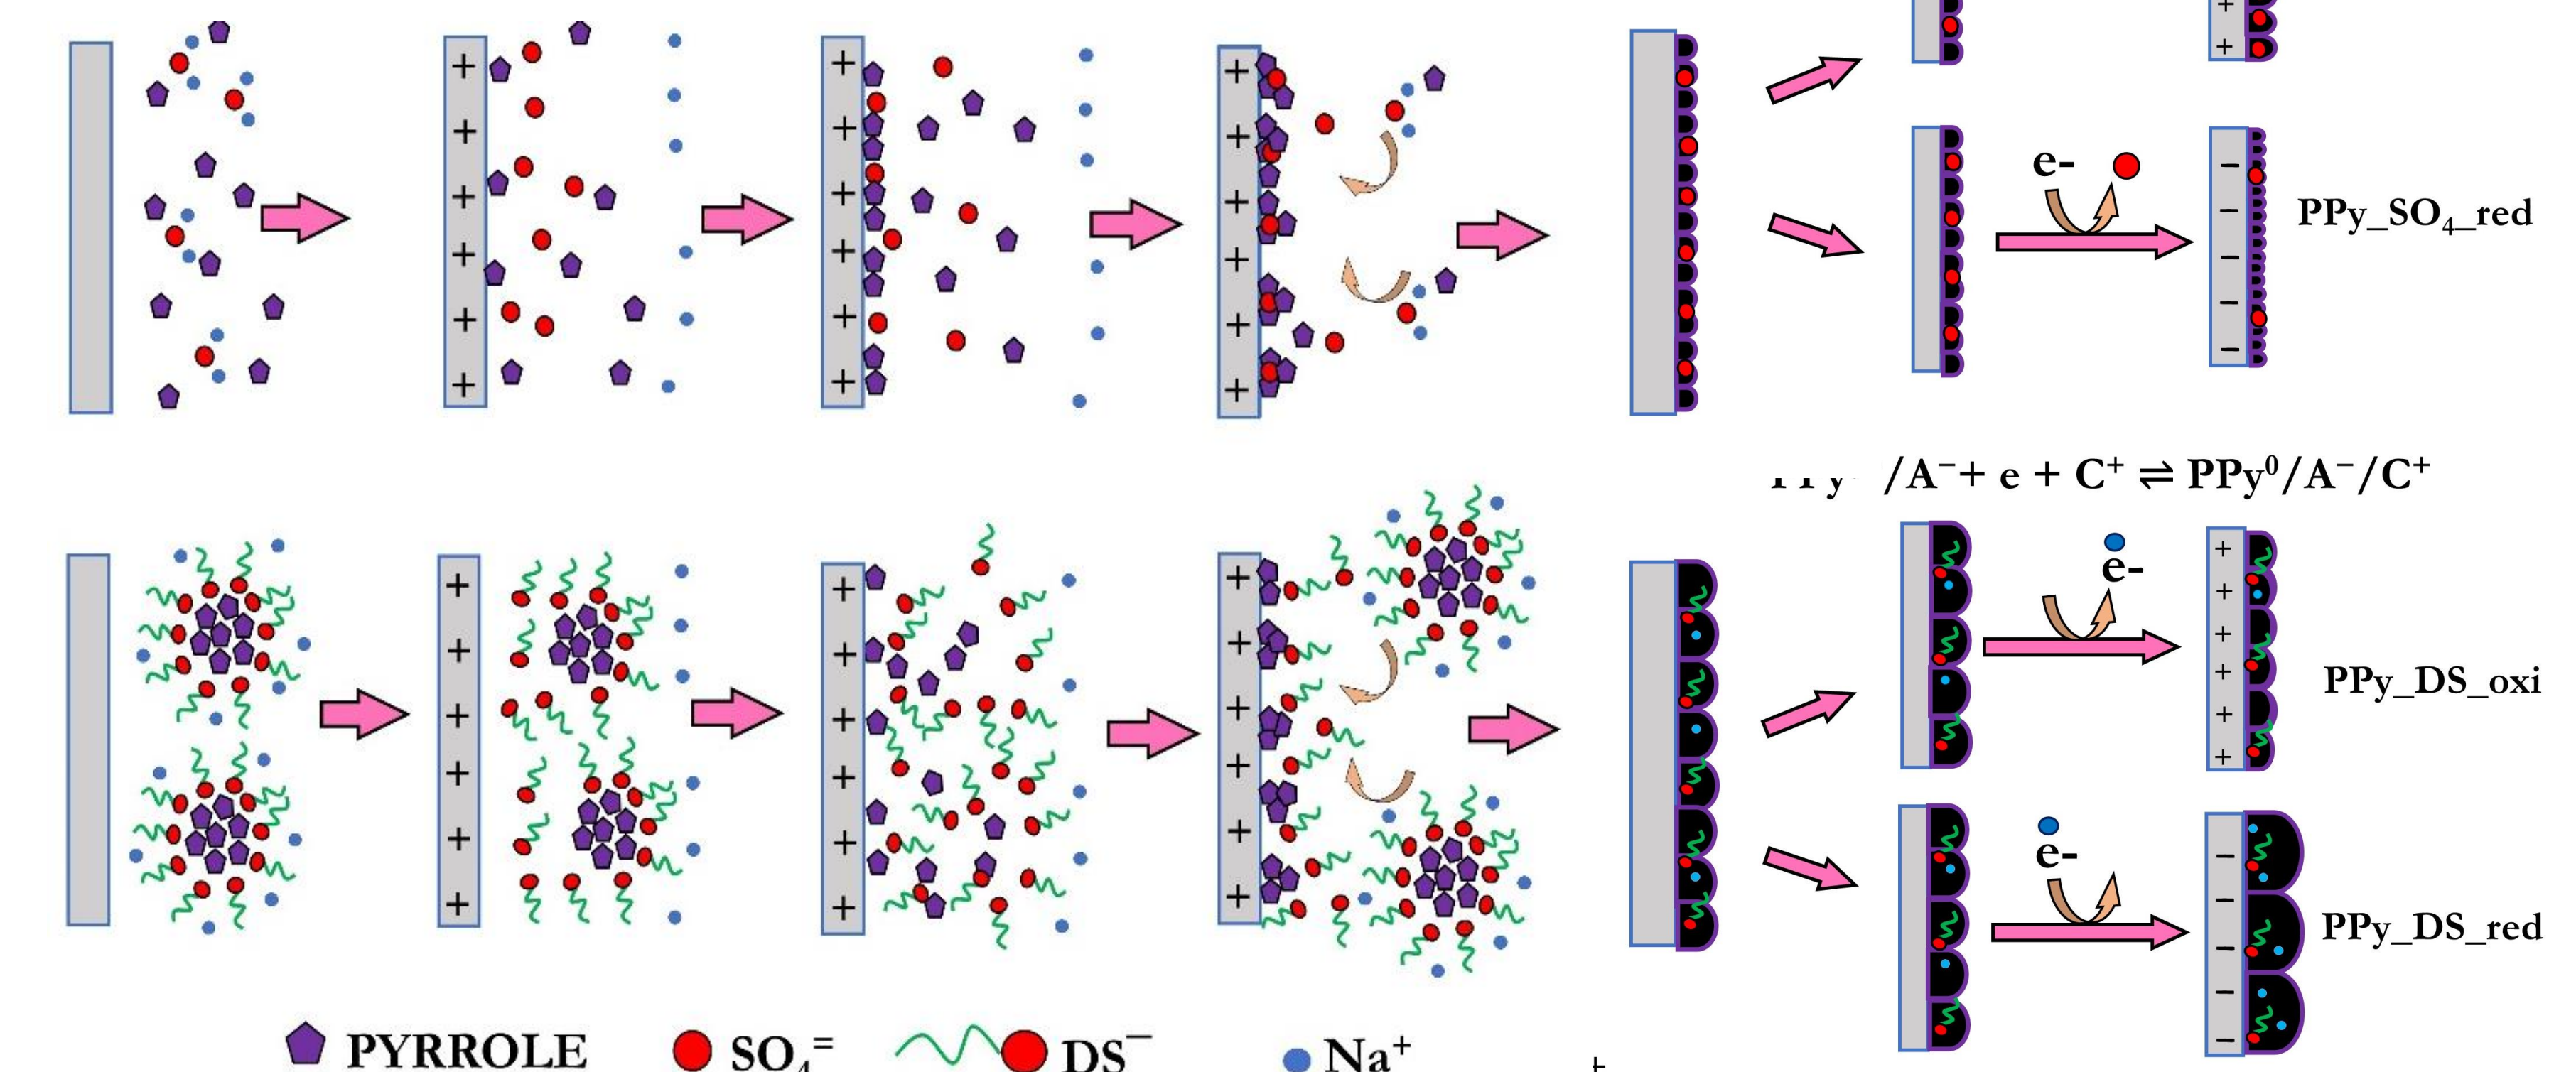 e-
PPy_SO₄_red
/A⁻+ e + C⁺ ⇌ PPy⁰/A⁻/C⁺
e-
PPy_DS_oxi
e-
PPy_DS_red
PYRROLE SO₄⁼ DS⁻ Na⁺